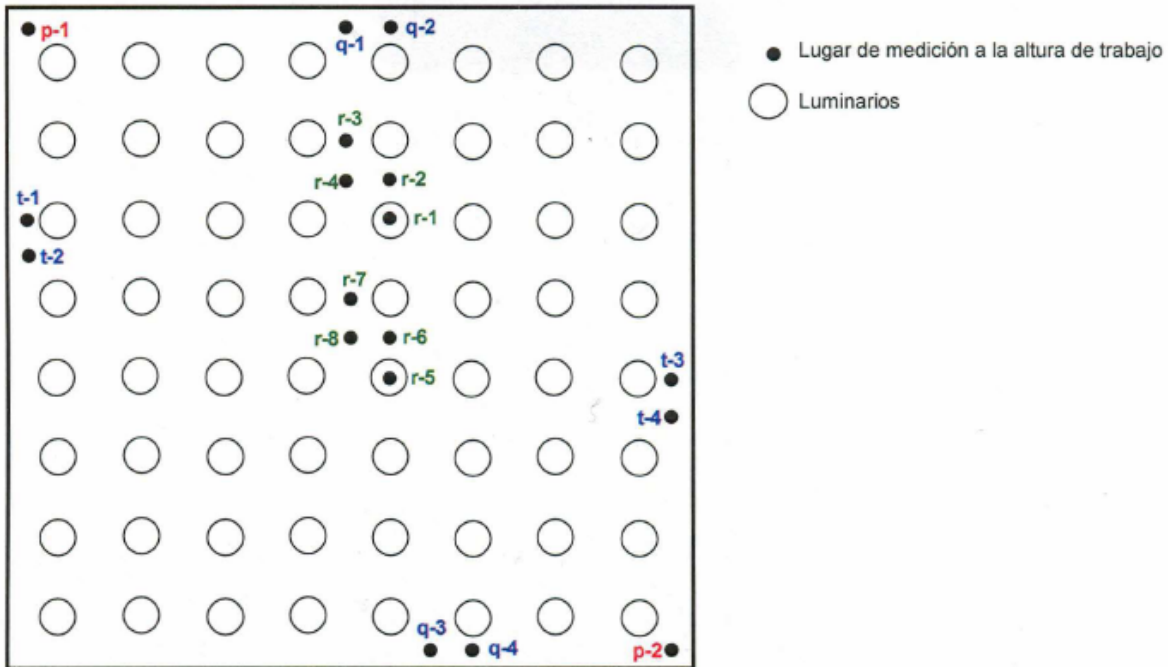 p-1
q-1
q-2
Lugar de medición a la altura de trabajo
Luminarios
r-3
r-4
r-2
t-1
r-1
t-2
r-7
r-8
r-6
t-3
r-5
t-4
q-3
q-4
p-2